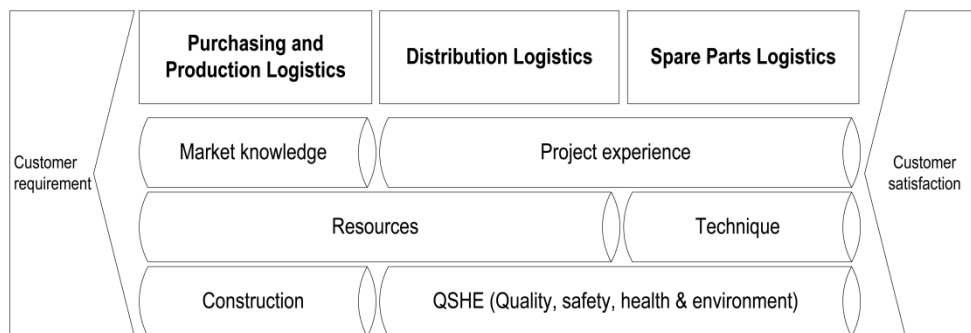 Purchasing and
Production Logistics
Distribution Logistics
Spare Parts Logistics
Customer
requirement
Market knowledge
Project experience
Customer
satisfaction
Resources
Technique
Construction
QSHE (Quality, safety, health & environment)